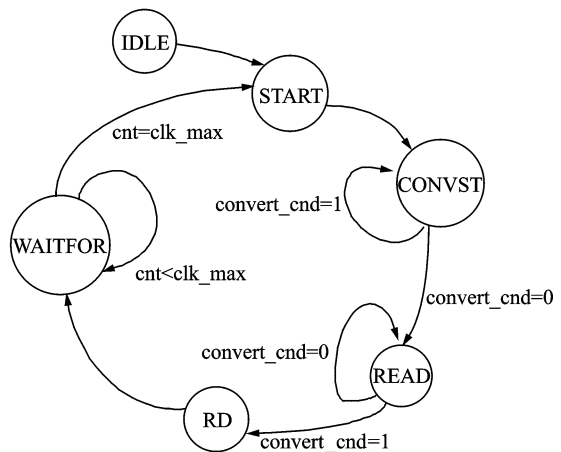 IDLE
START
cnt=clk_max
CONVST
convert_cnd=1
WAITFOR
cnt<clk_max
convert_cnd=0
convert_cnd=0
READ
RD
convert_cnd=1